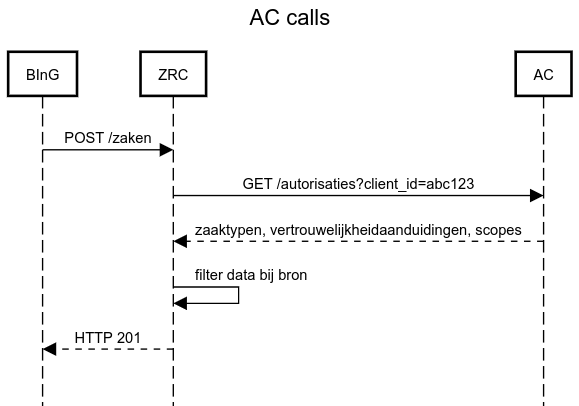 AC calls
BInG
ZRC
AC
POST /zaken
GET /autorisaties?client_id=abc123
zaaktypen, vertrouwelijkheidaanduidingen, scopes
filter data bij bron
HTTP 201